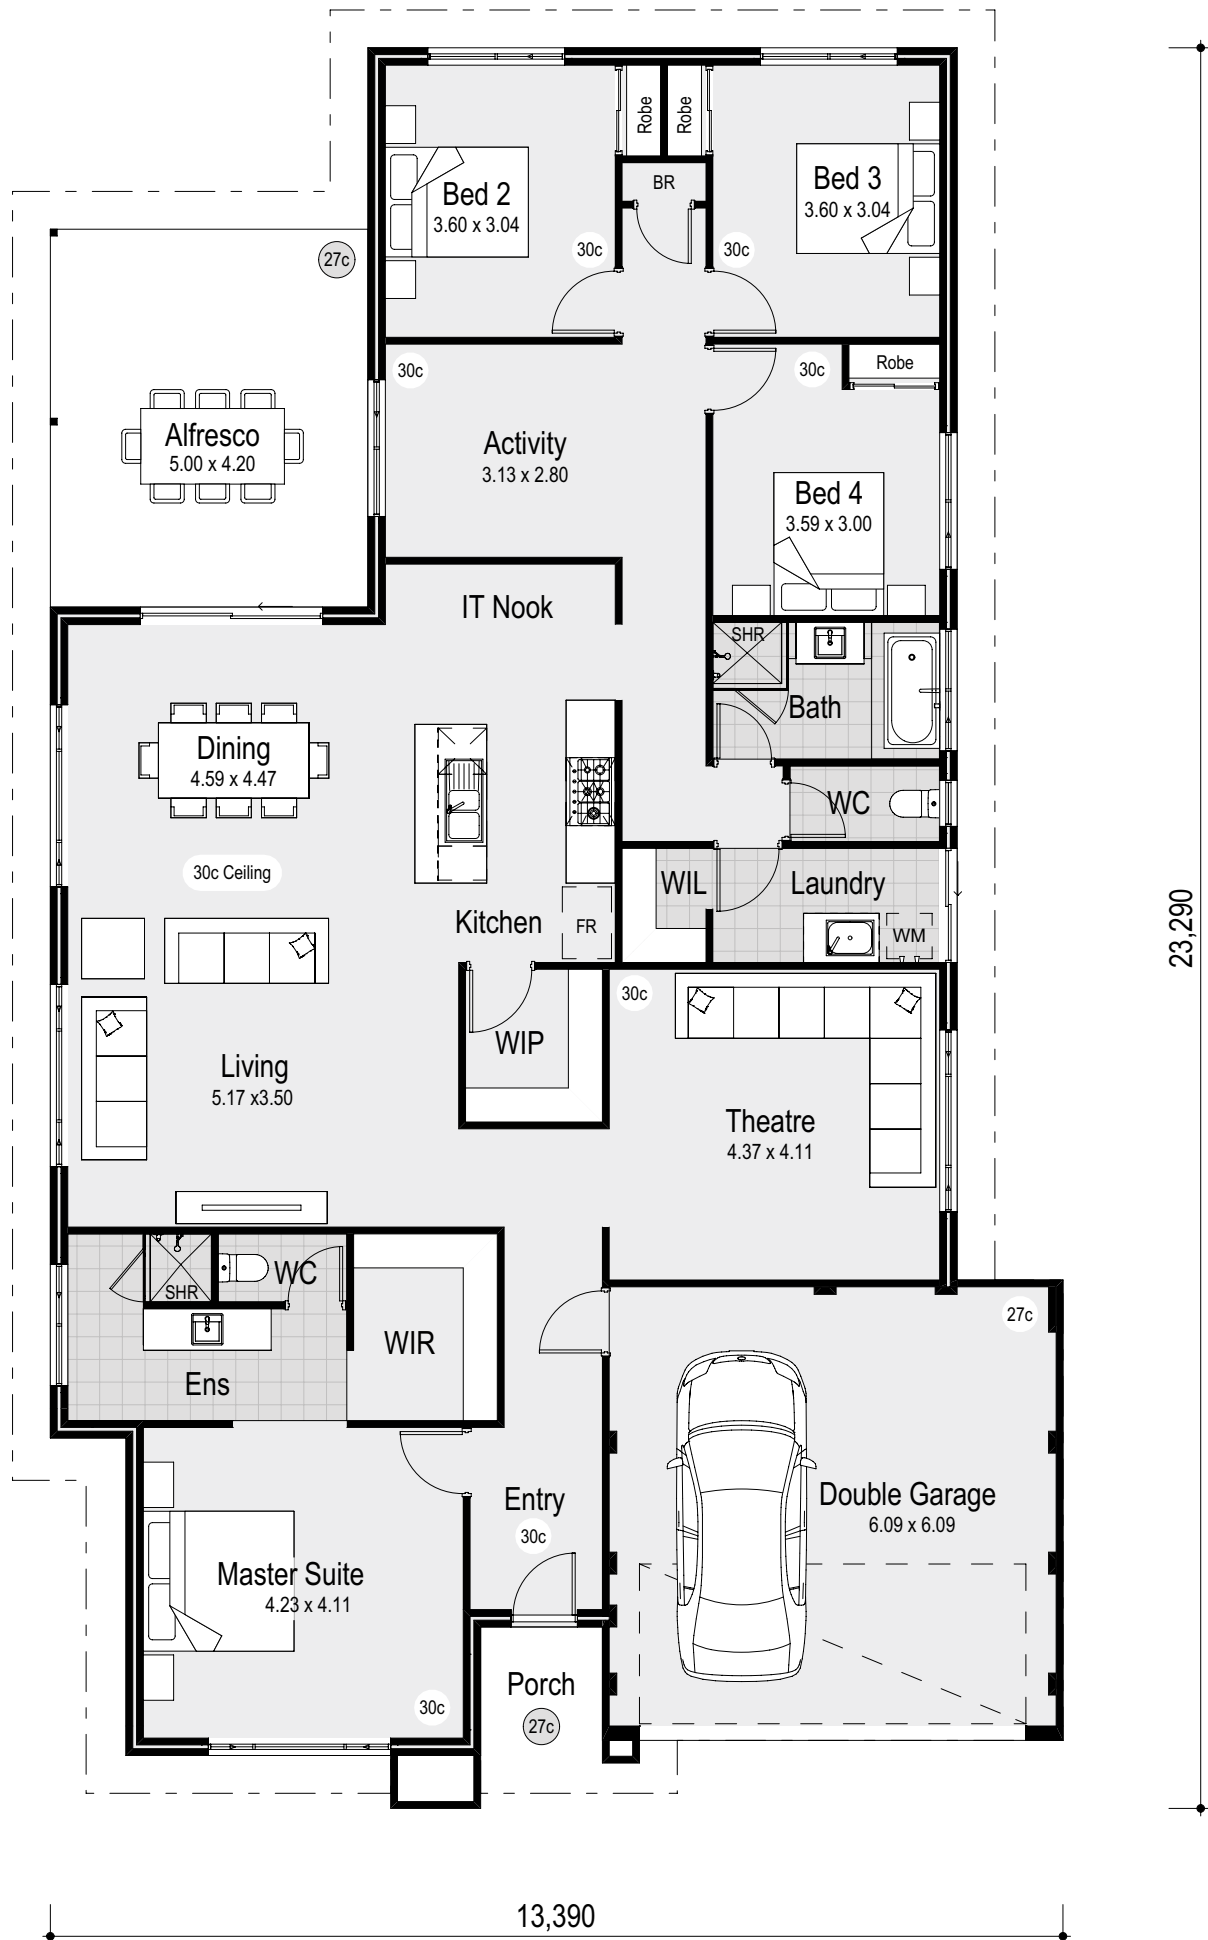 Robe
Robe
Bed 2
3.60 x 3.04
BR
Bed 3
3.60 x 3.04
27c
30c
30c
30c
30c
Robe
Alfresco
5.00 x 4.20
Activity
3.13 x 2.80
Bed 4
3.59 x 3.00
IT Nook
SHR
Bath
Dining
4.59 x 4.47
WC
30c Ceiling
WIL
Laundry
Kitchen
FR
WM
23,290
30c
WIP
Living
5.17 x3.50
Theatre
4.37 x 4.11
WC
SHR
27c
WIR
Ens
Entry
30c
Double Garage
6.09 x 6.09
Master Suite
4.23 x 4.11
Porch
27c
30c
13,390